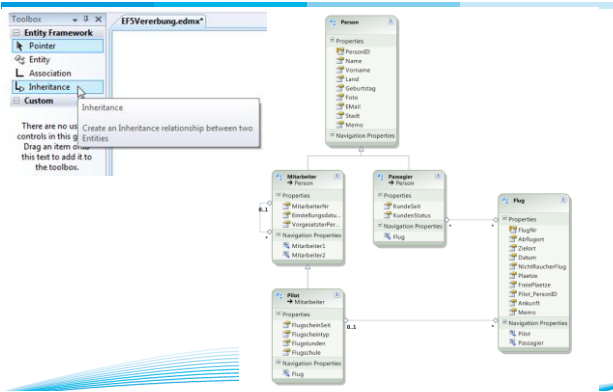 Toolbox
EF5Vererbung.edmx*
Entity Framework
Pointer
Entity
Association
Inheritance
Custom
There are no us
controls in this g
Drag an item onto
this text to add it to
the toolbox.
Inheritance
Create an Inheritance relationship between two
Entities
Person
Properties
PersonID
Name
Vorname
Land
Geburtstag
Foto
EMail
Stadt
Memo
Navigation Properties
Mitarbeiter
Person
Properties
MitarbeiterNr
Einstellungsdatu...
VorgesetzterPer...
Navigation Properties
Mitarbeiter1
Mitarbeiter2
0..1
*
Passagier
Person
Properties
KundeSeit
KundenStatus
Navigation Properties
Flug
*
*
Flug
Properties
FlugNr
Abflugort
Zielort
Datum
NichtRaucherFlug
Plaetze
FreiePlaetze
Pilot_PersonID
Ankunft
Memo
Navigation Properties
Pilot
Passagier
Pilot
Mitarbeiter
Properties
FlugscheinSeit
Flugscheintyp
Flugstunden
Flugschule
Navigation Properties
Flug
0..1
*